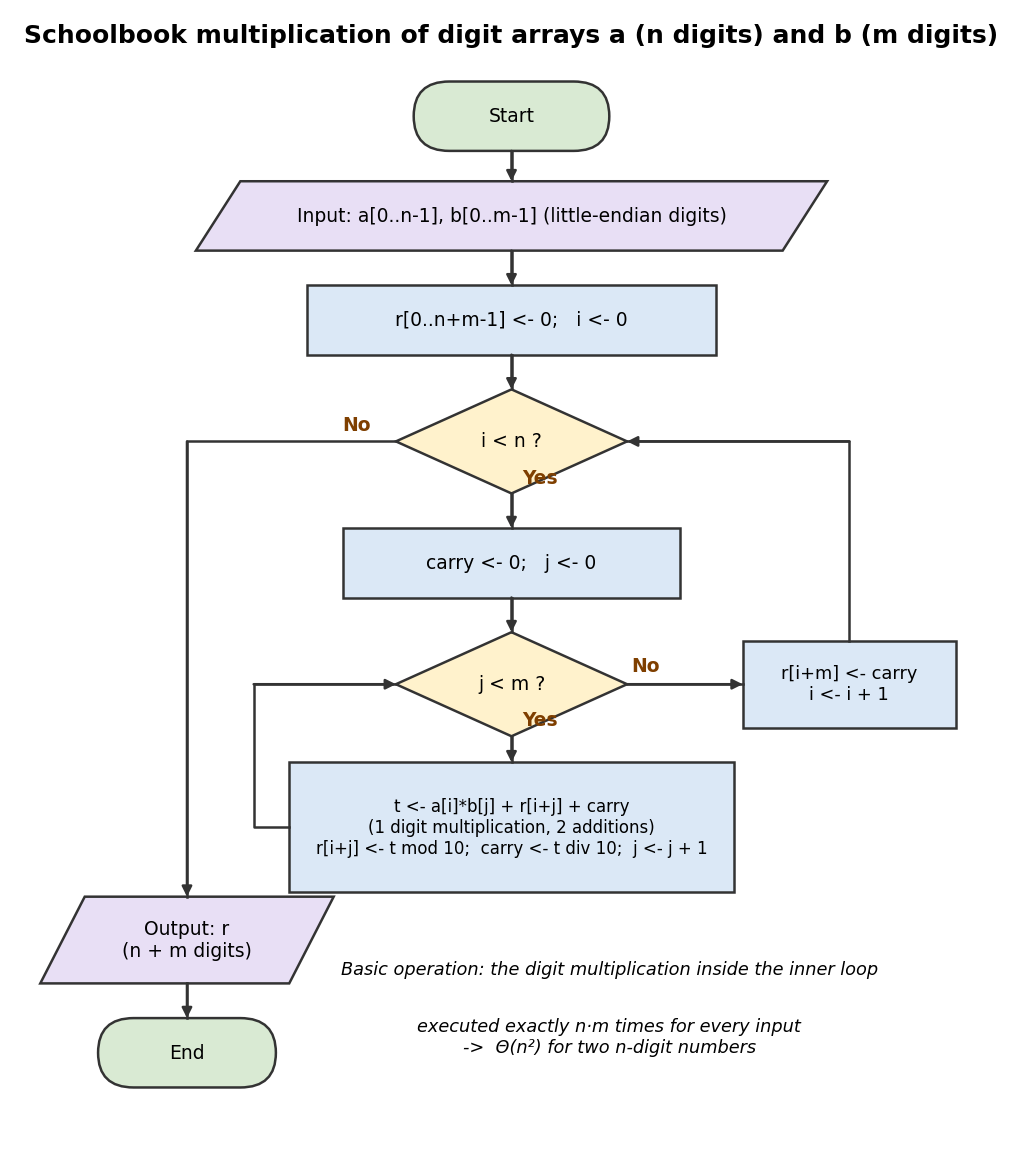 Schoolbook multiplication of digit arrays a (n digits) and b (m digits)
Start
Input: a[0..n-1], b[0..m-1] (little-endian digits)
r[0..n+m-1] <- 0;   i <- 0
No
i < n ?
Yes
carry <- 0;   j <- 0
j < m ?
No
Yes
r[i+m] <- carry
i <- i + 1
t <- a[i]*b[j] + r[i+j] + carry
(1 digit multiplication, 2 additions)
r[i+j] <- t mod 10;  carry <- t div 10;  j <- j + 1
Output: r
(n + m digits)
Basic operation: the digit multiplication inside the inner loop
executed exactly n·m times for every input
->  Θ(n²) for two n-digit numbers
End